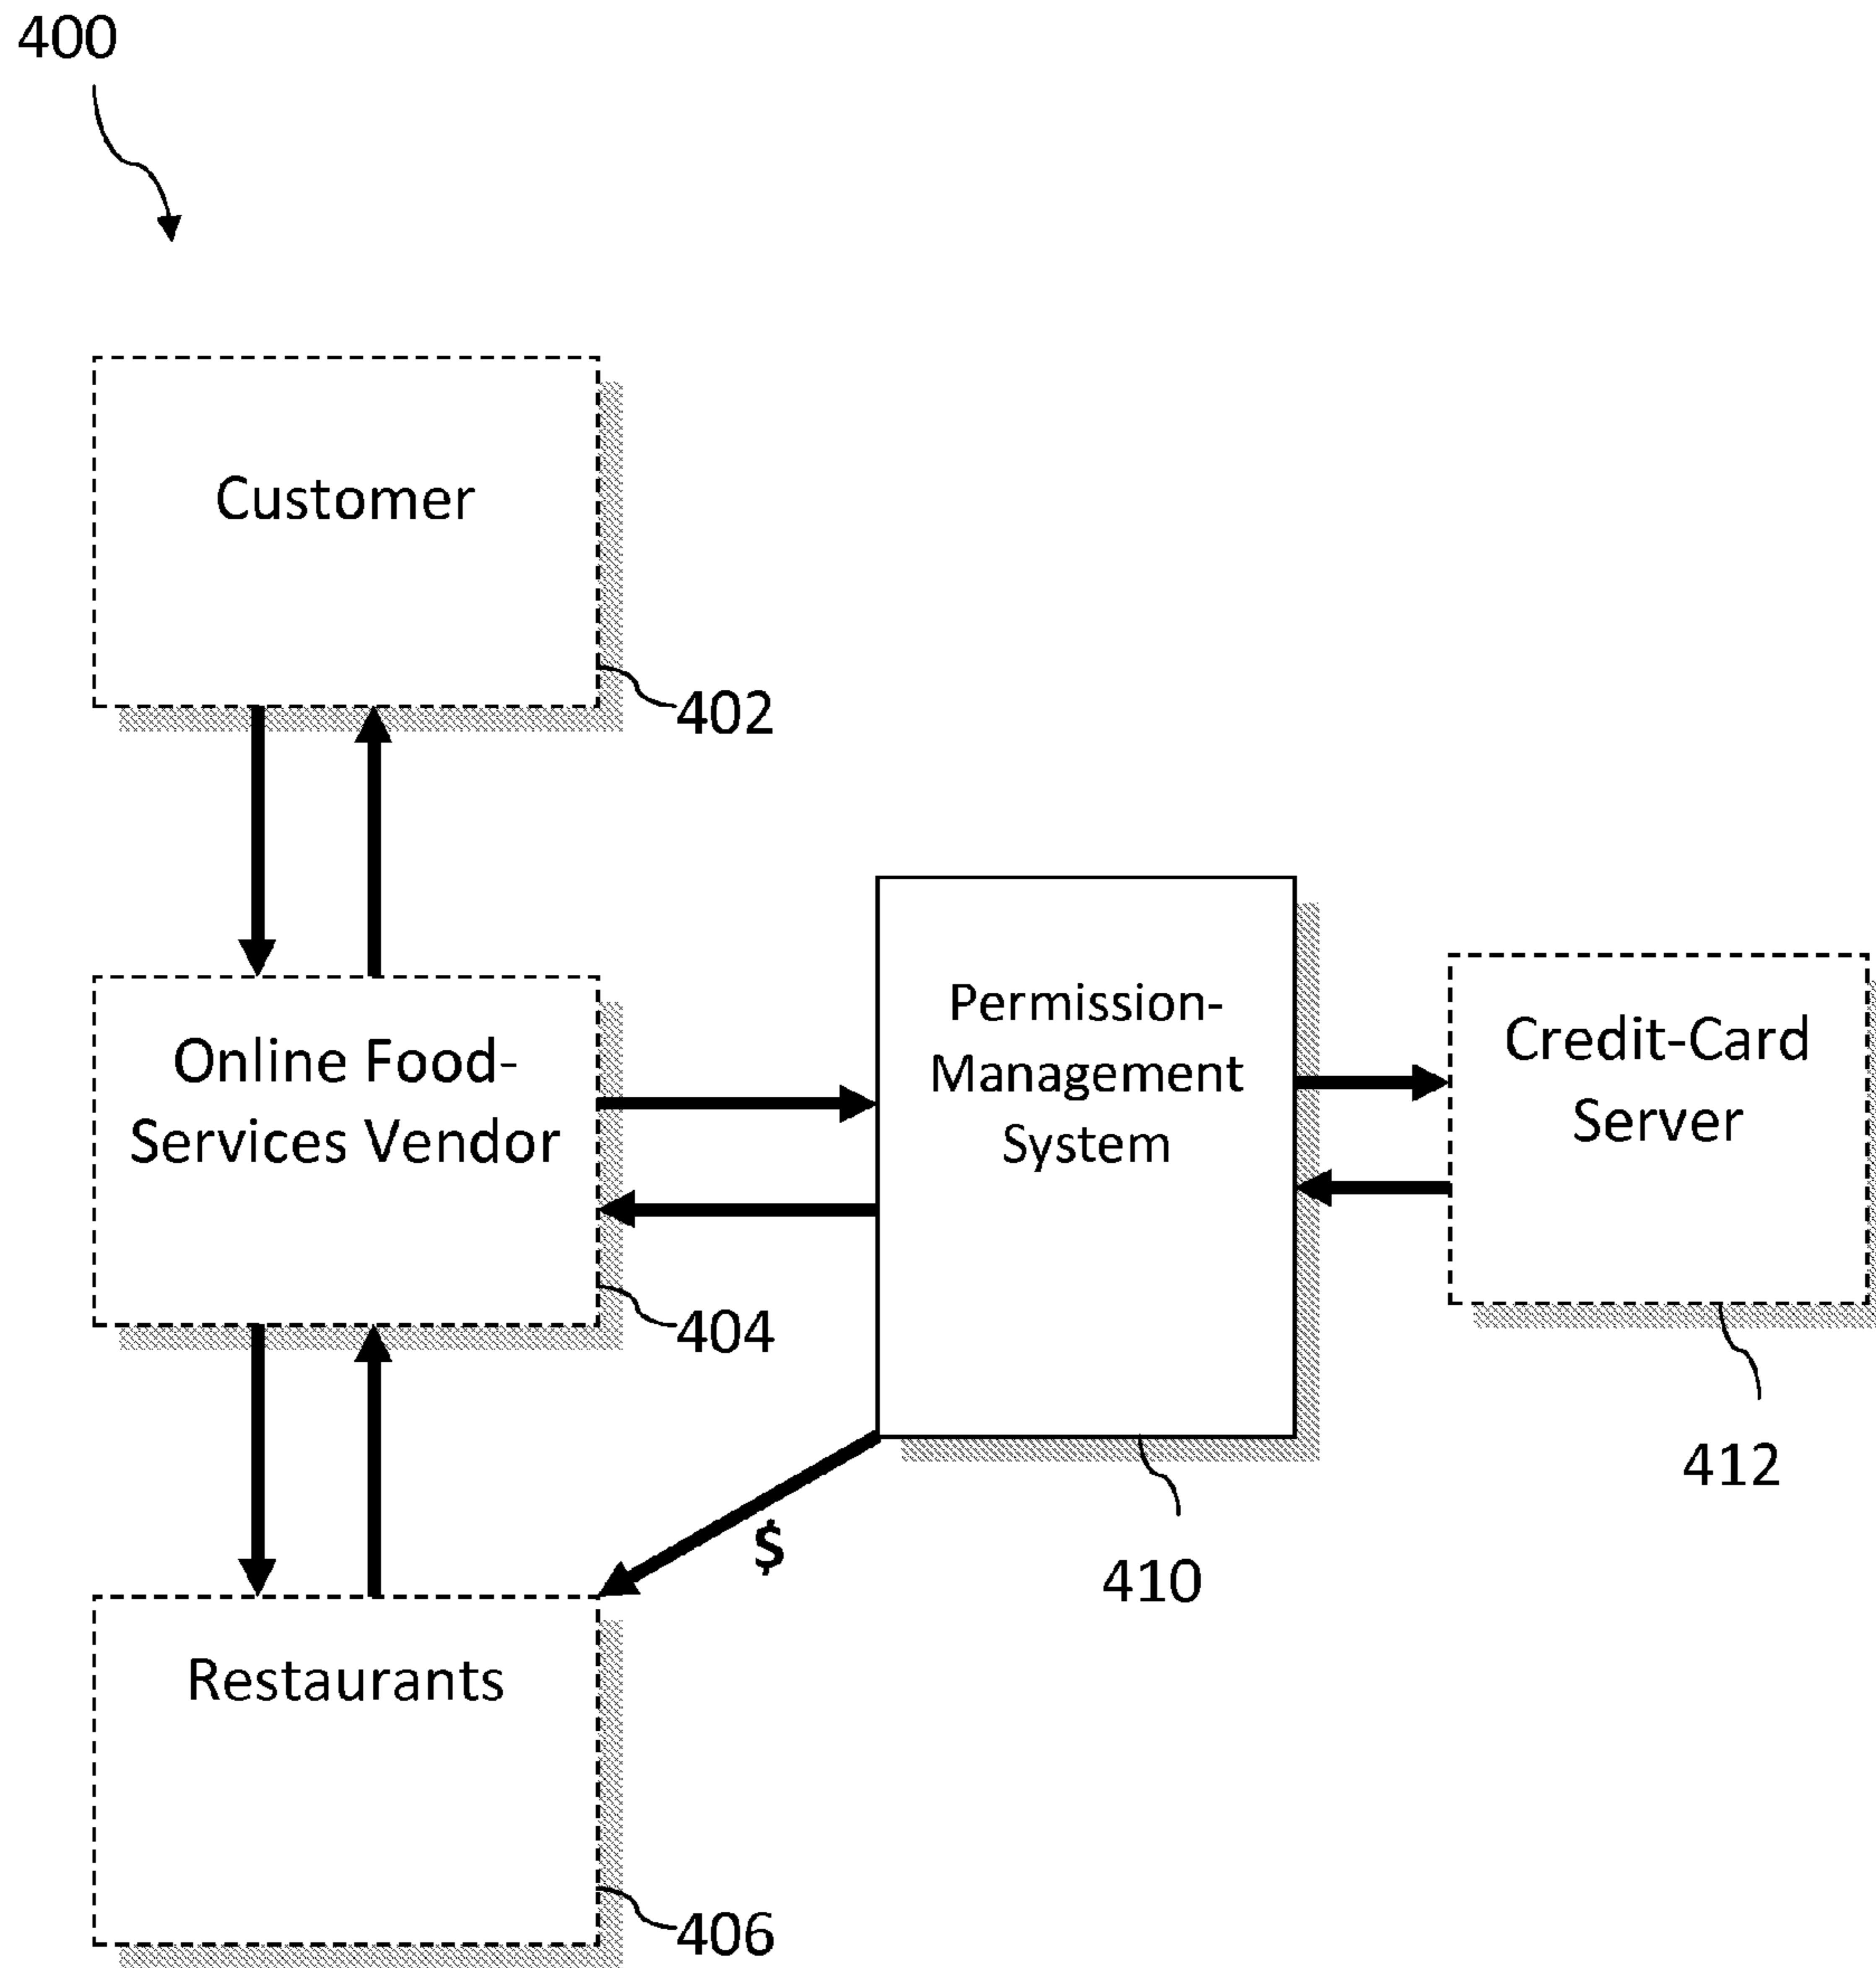 400
Customer
402
Online Food-
Services Vendor
404
Permission-
Management
System
410
Credit-Card
Server
412
$
Restaurants
406